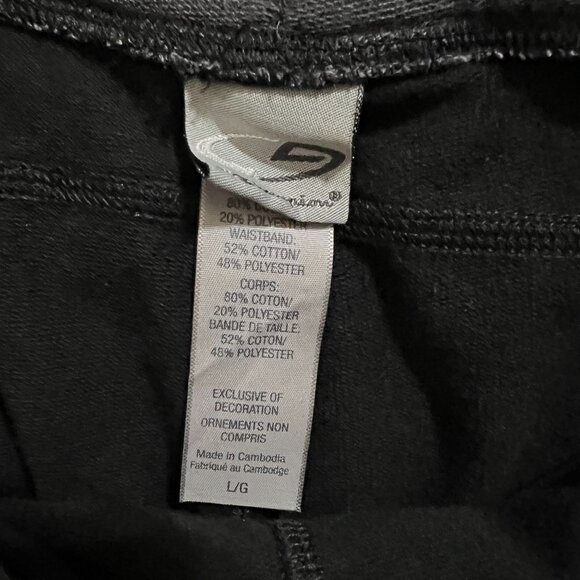 ®
80%
20% POLYESTER
WAISTBAND:
52% COTTON/
48% POLYESTER
CORPS:
80% COTON/
20% POLYESTER
BANDE DE TAILLE:
52% COTON/
48% POLYESTER
EXCLUSIVE OF
DECORATION
ORNEMENTS NON
COMPRIS
Made in Cambodia
Fabriqué au Cambodge
L/G